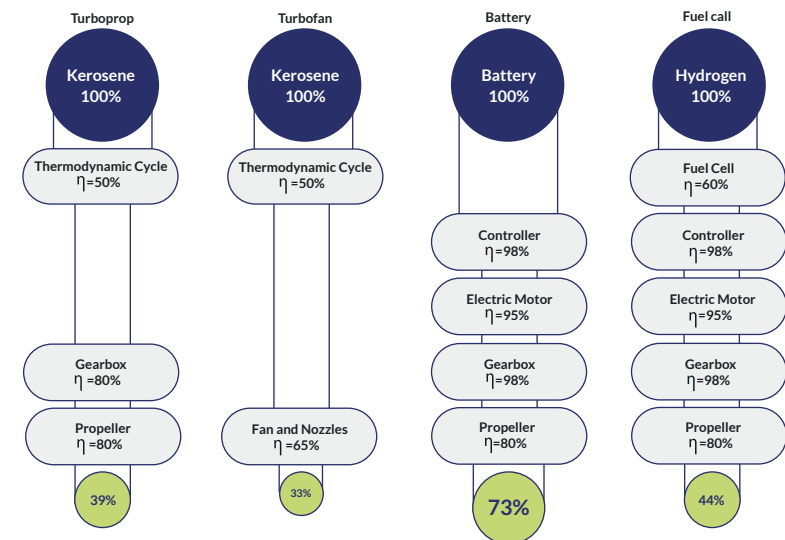 Turboprop
Kerosene
100%
Thermodynamic Cycle
η=50%
Gearbox
η =80%
Propeller
η =80%
39%
Turbofan
Kerosene
100%
Thermodynamic Cycle
η =50%
Fan and Nozzles
η =65%
33%
Battery
Battery
100%
Controller
η=98%
Electric Motor
η=95%
Gearbox
η=98%
Propeller
η=80%
73%
Fuel call
Hydrogen
100%
Fuel Cell
η=60%
Controller
η=98%
Electric Motor
η=95%
Gearbox
η=98%
Propeller
η=80%
44%